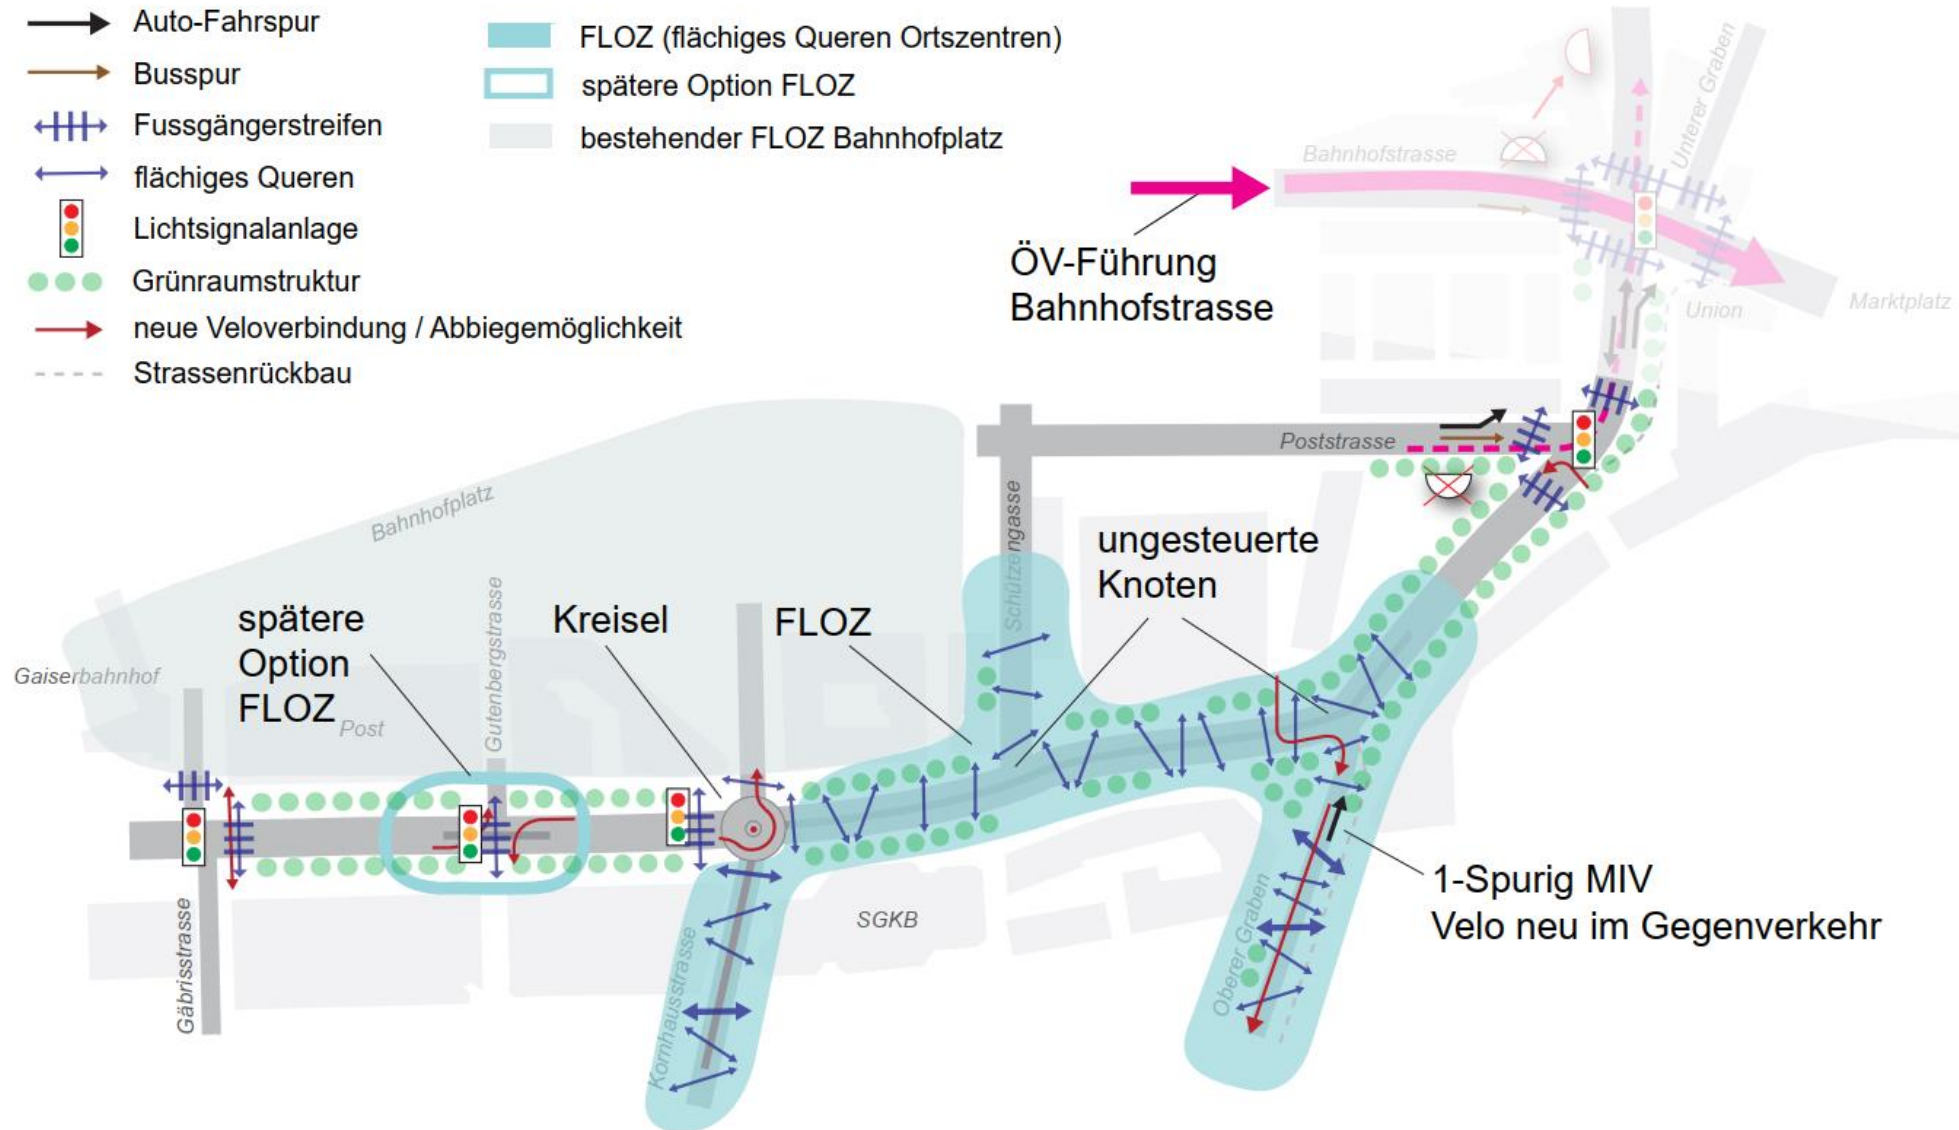 Auto-Fahrspur
Busspur
Fussgängerstreifen
flächiges Queren
Lichtsignalanlage
Grünraumstruktur
neue Veloverbindung / Abbiegemöglichkeit
Strassenrückbau
FLOZ (flächiges Queren Ortszentren)
spätere Option FLOZ
bestehender FLOZ Bahnhofplatz
Bahnhofstrasse
Unterer Graben
ÖV-Führung
Bahnhofstrasse
Union
Marktplatz
Poststrasse
Bahnhofplatz
Schützengasse
ungesteuerte
Knoten
spätere
Option
FLOZ
Gutenbergstrasse
Kreisel
FLOZ
Gaiserbahnhof
Post
Gäbrisstrasse
Kornhausstrasse
SGKB
Oberer Graben
1-Spurig MIV
Velo neu im Gegenverkehr